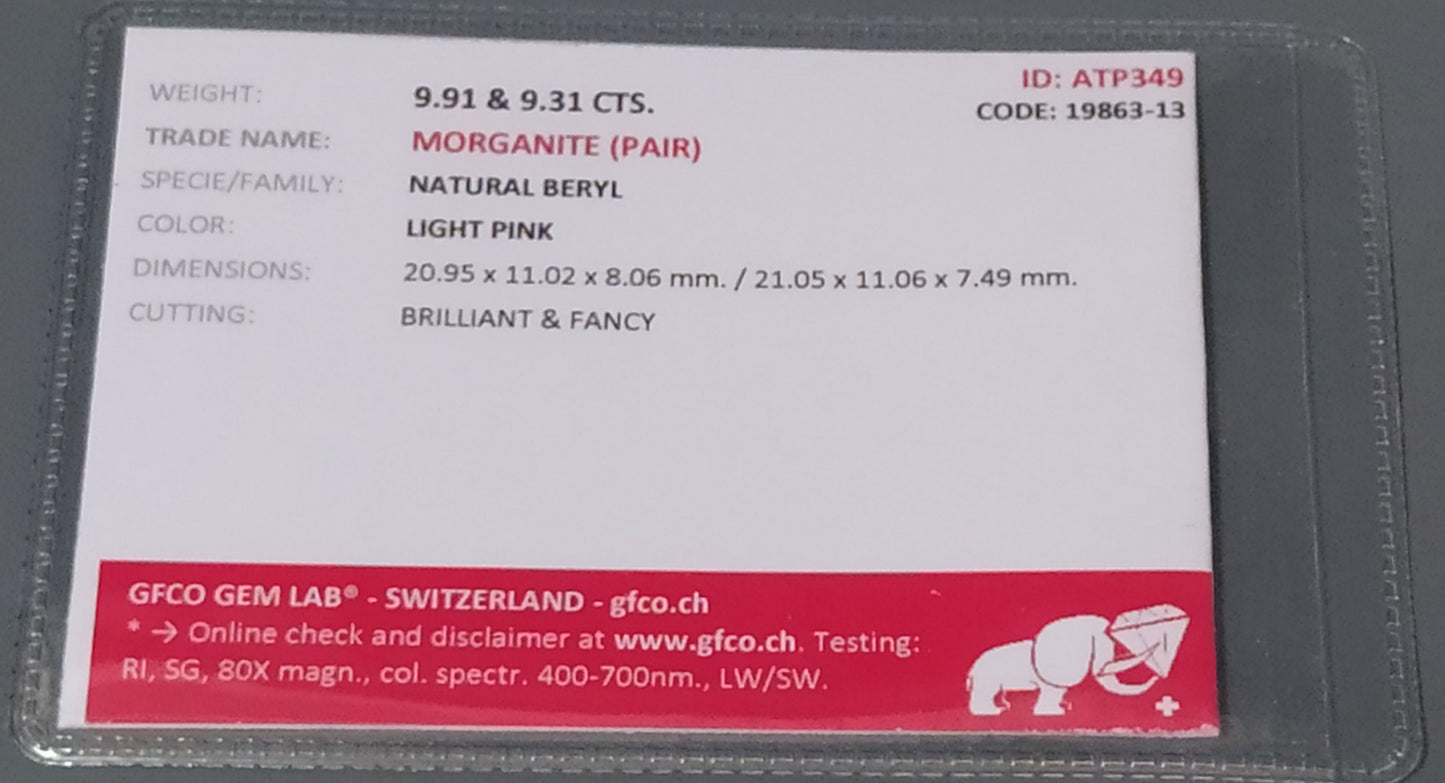 ID: ATP349
CODE: 19863-13
WEIGHT: 9.91 & 9.31 CTS.
TRADE NAME: MORGANITE (PAIR)
SPECIE/FAMILY: NATURAL BERYL
COLOR: LIGHT PINK
DIMENSIONS: 20.95 x 11.02 x 8.06 mm. / 21.05 x 11.06 x 7.49 mm.
CUTTING: BRILLIANT & FANCY
GFCO GEM LAB® - SWITZERLAND - gfco.ch
* → Online check and disclaimer at www.gfco.ch. Testing:
RI, SG, 80X magn., col. spectr. 400-700nm., LW/SW.